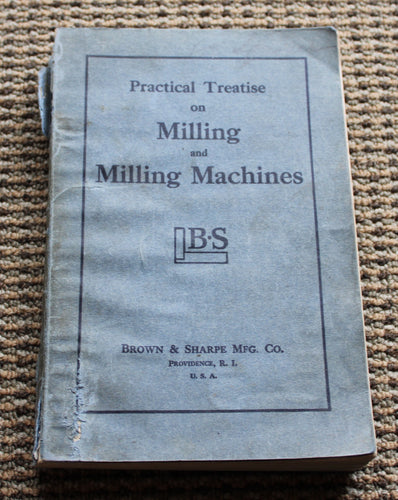 Practical Treatise
on
Milling
and
Milling Machines
B·S
BROWN & SHARPE MFG. CO.
PROVIDENCE, R. I.
U. S. A.